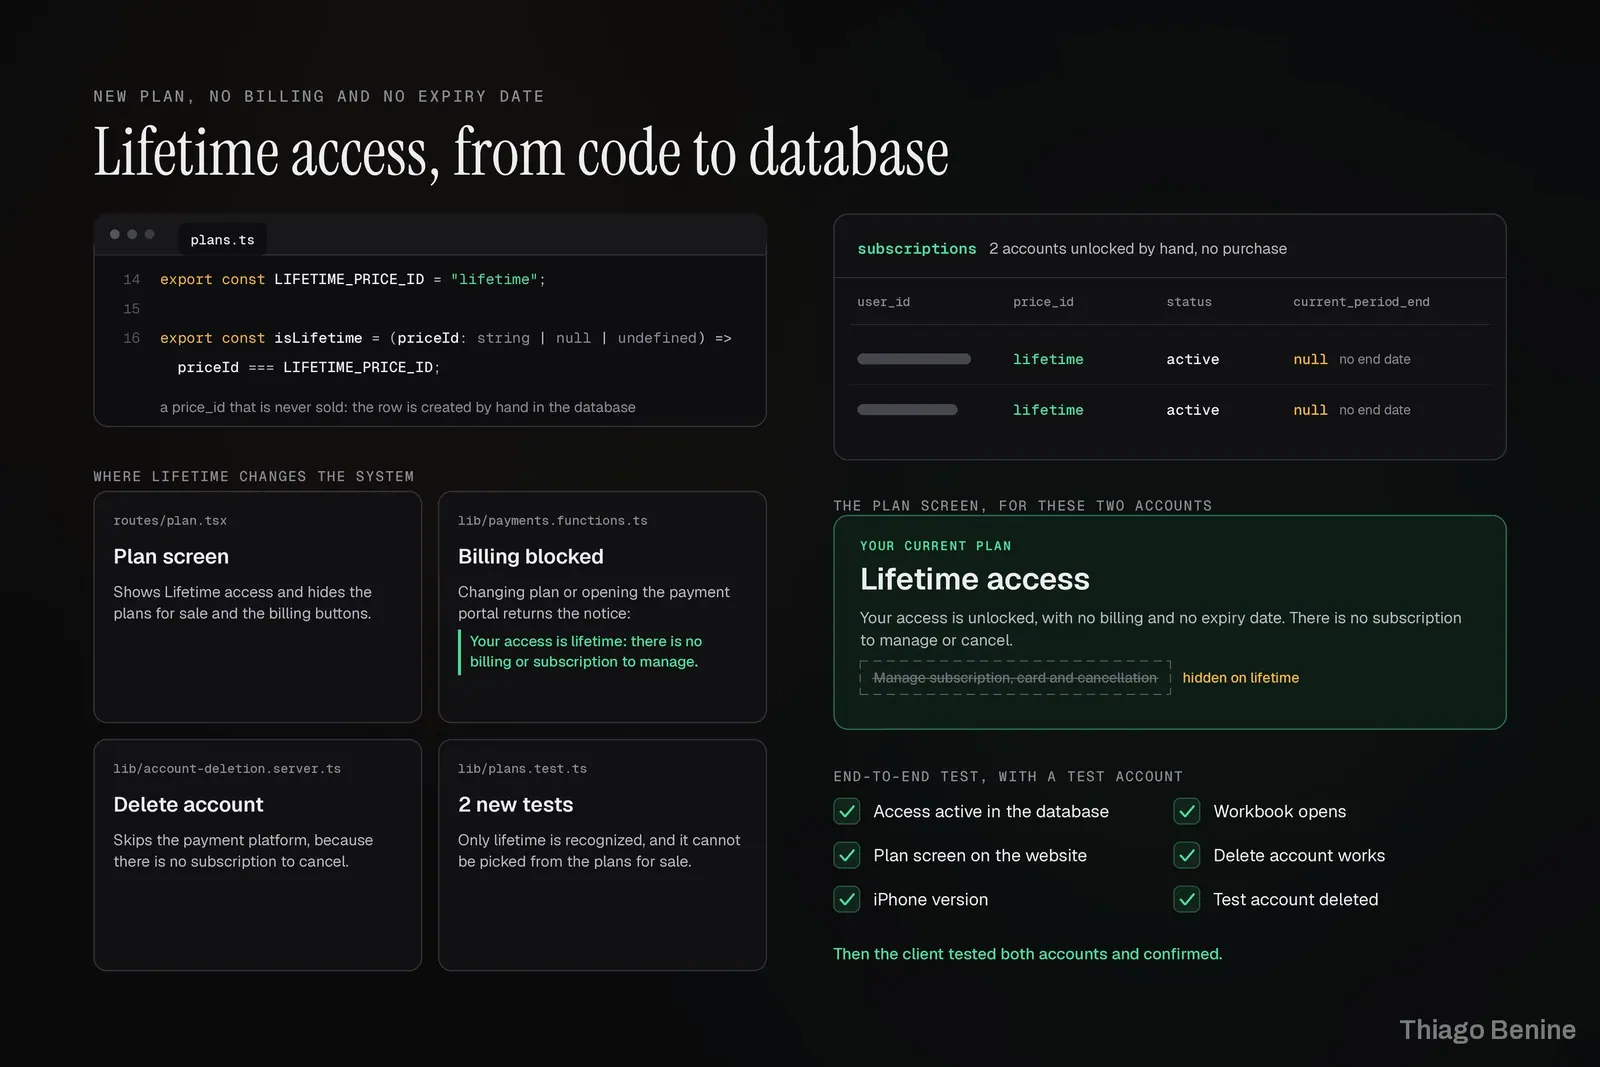 NEW PLAN, NO BILLING AND NO EXPIRY DATE
Lifetime access, from code to database
plans.ts
14 export const LIFETIME_PRICE_ID = "lifetime";
15
16 export const isLifetime = (priceId: string | null | undefined) =>
priceId === LIFETIME_PRICE_ID;
a price_id that is never sold: the row is created by hand in the database
WHERE LIFETIME CHANGES THE SYSTEM
routes/plan.tsx
Plan screen
Shows Lifetime access and hides the
plans for sale and the billing buttons.
lib/payments.functions.ts
Billing blocked
Changing plan or opening the payment
portal returns the notice:
Your access is lifetime: there is no
billing or subscription to manage.
lib/account-deletion.server.ts
Delete account
Skips the payment platform, because
there is no subscription to cancel.
lib/plans.test.ts
2 new tests
Only lifetime is recognized, and it cannot
be picked from the plans for sale.
subscriptions 2 accounts unlocked by hand, no purchase
user_id price_id status current_period_end
lifetime active null no end date
lifetime active null no end date
THE PLAN SCREEN, FOR THESE TWO ACCOUNTS
YOUR CURRENT PLAN
Lifetime access
Your access is unlocked, with no billing and no expiry date. There is no subscription
to manage or cancel.
Manage subscription, card and cancellation hidden on lifetime
END-TO-END TEST, WITH A TEST ACCOUNT
Access active in the database
Workbook opens
Plan screen on the website
Delete account works
iPhone version
Test account deleted
Then the client tested both accounts and confirmed.
Thiago Benine